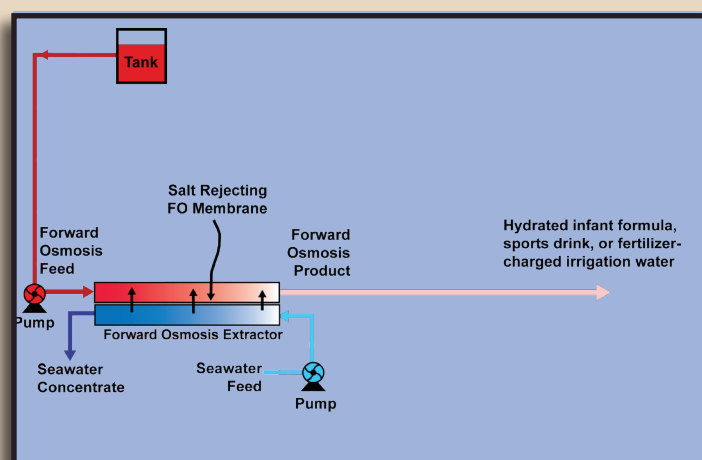 Tank
Salt Rejecting
FO Membrane
Forward
Osmosis
Feed
Forward
Osmosis
Product
Hydrated infant formula,
sports drink, or fertilizer-
charged irrigation water
Pump
Forward Osmosis Extractor
Seawater
Concentrate
Seawater
Feed
Pump